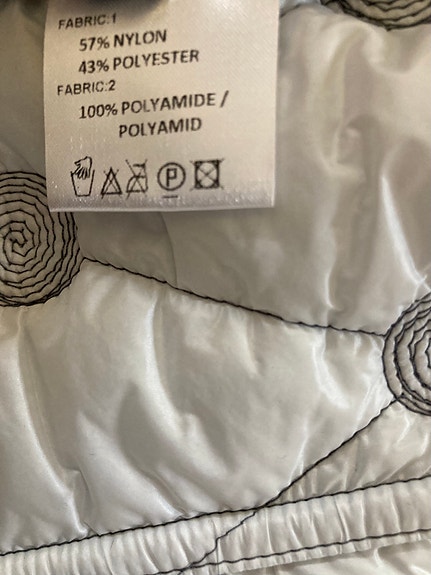 FABRIC:1
57% NYLON
43% POLYESTER
FABRIC:2
100% POLYAMIDE /
POLYAMID
P